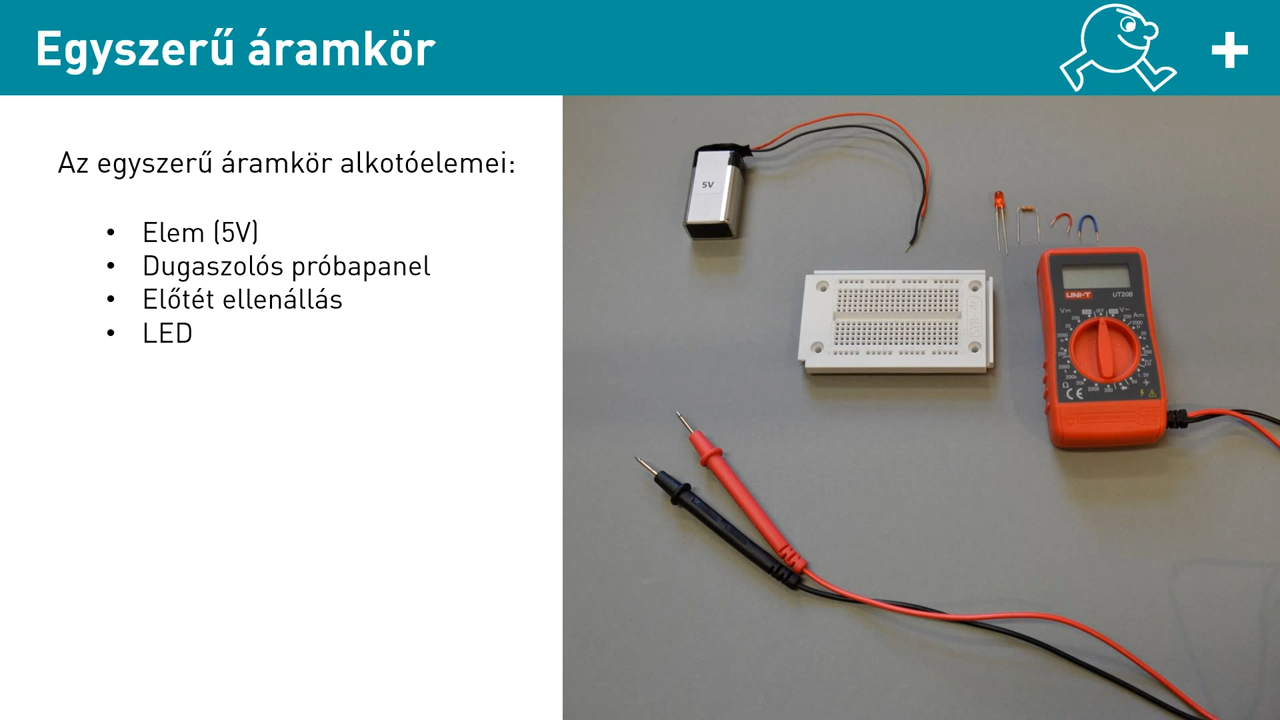 Egyszerű áramkör
Az egyszerű áramkör alkotóelemei:
• Elem (5V)
• Dugaszolós próbapanel
• Előtét ellenállás
• LED
5V
UNI-T
UT20B